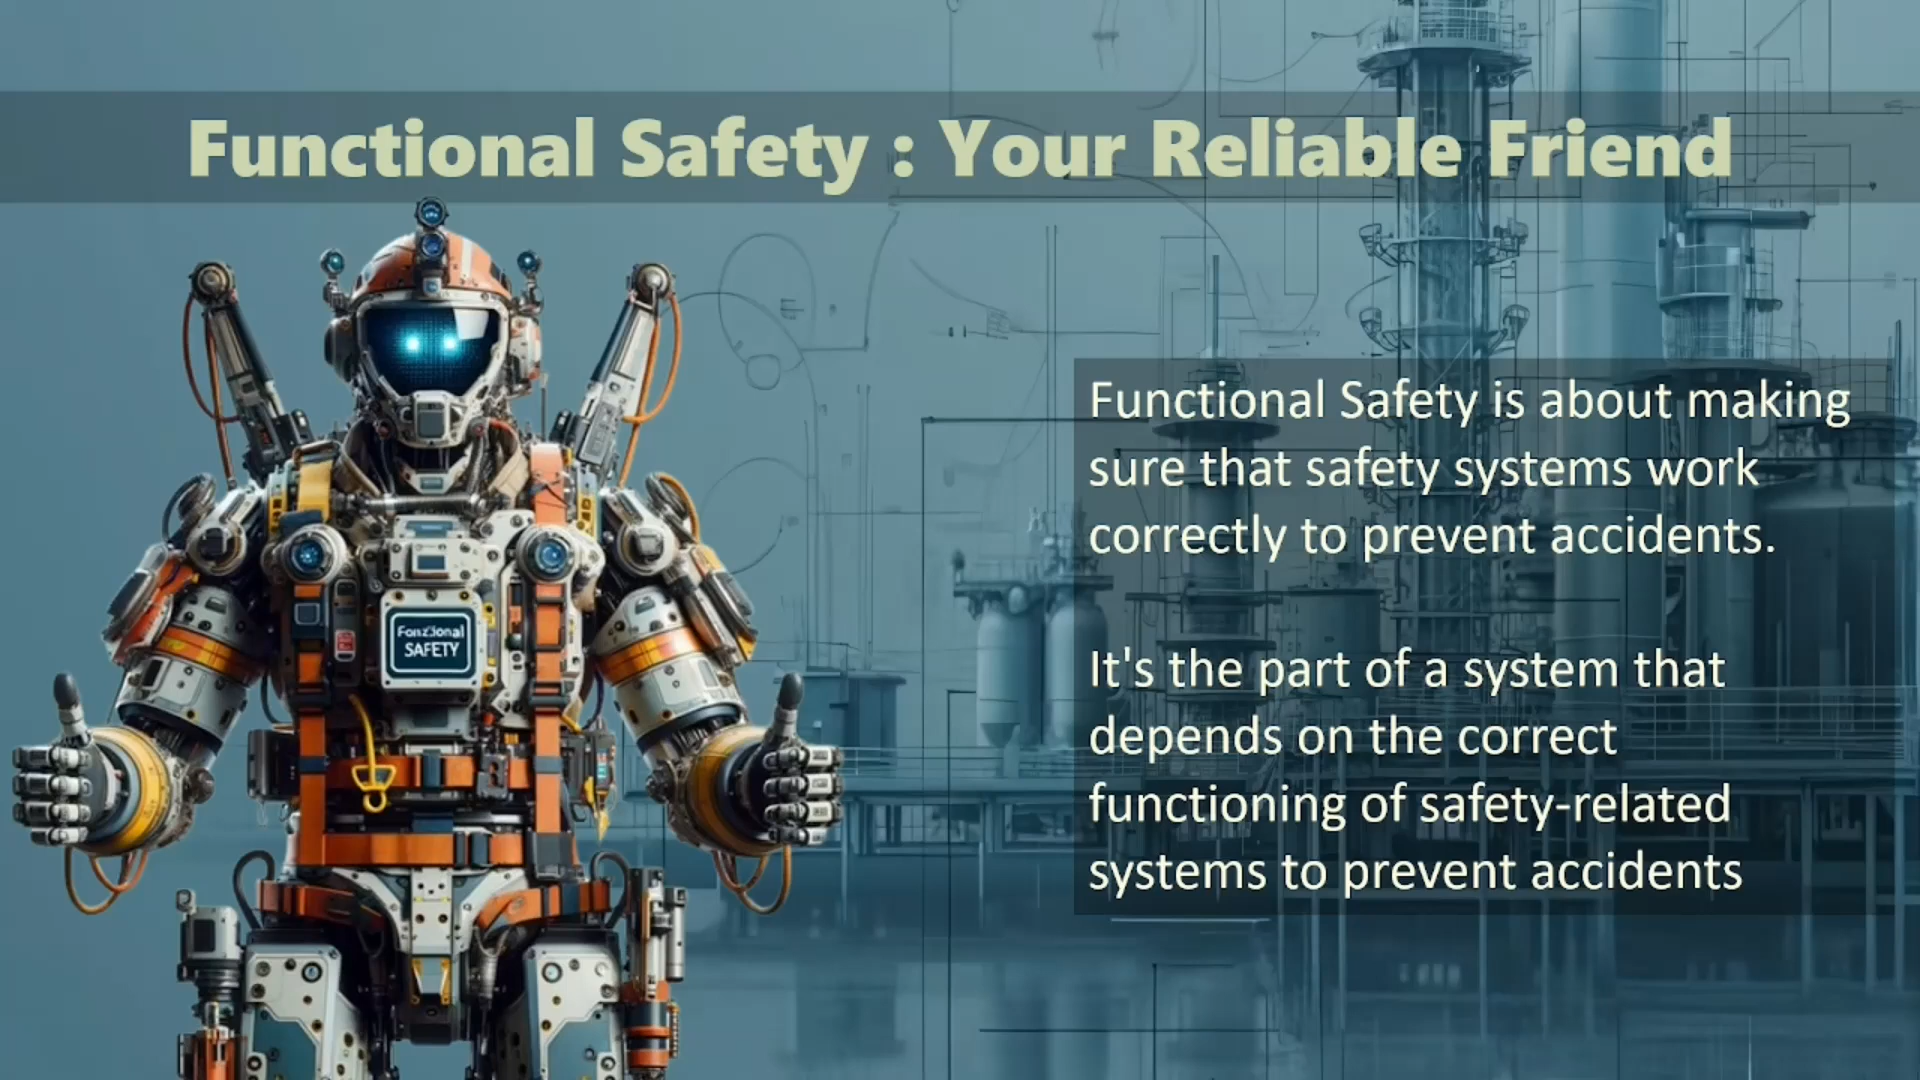 Functional Safety : Your Reliable Friend
Functional Safety is about making
sure that safety systems work
correctly to prevent accidents.
It's the part of a system that
depends on the correct
functioning of safety-related
systems to prevent accidents
SAFETY